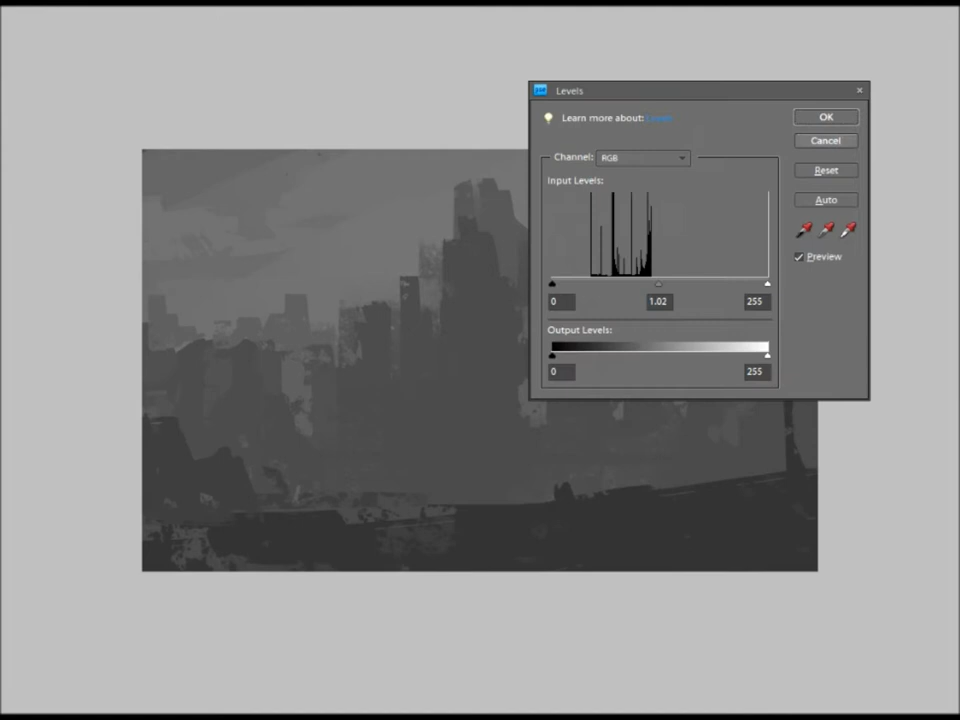 Levels
Learn more about: Levels
OK
Cancel
Channel: RGB
Reset
Input Levels:
Auto
Preview
0 1.02 255
Output Levels:
0 255